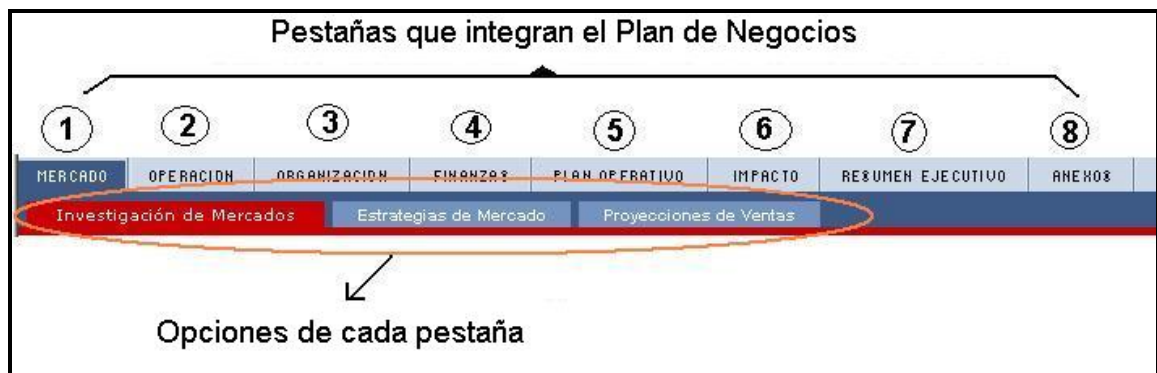 Pestañas que integran el Plan de Negocios
1 2 3 4 5 6 7 8
MERCADO OPERACION ORGANIZACION FINANZAS PLAN OPERATIVO IMPACTO RESUMEN EJECUTIVO ANEXOS
Investigación de Mercados Estrategias de Mercado Proyecciones de Ventas
Opciones de cada pestaña